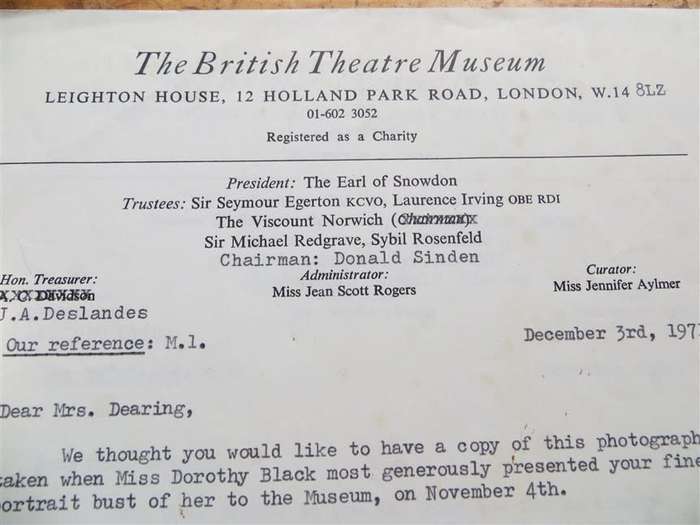 The British Theatre Museum
LEIGHTON HOUSE, 12 HOLLAND PARK ROAD, LONDON, W.14 8LZ
01-602 3052
Registered as a Charity
President: The Earl of Snowdon
Trustees: Sir Seymour Egerton KCVO, Laurence Irving OBE RDI
The Viscount Norwich (Chairman)
Sir Michael Redgrave, Sybil Rosenfeld
Chairman: Donald Sinden
Hon. Treasurer:
A. C. Davidson
J.A.Deslandes
Administrator:
Miss Jean Scott Rogers
Curator:
Miss Jennifer Aylmer
Our reference: M.1.
December 3rd, 197
Dear Mrs. Dearing,
We thought you would like to have a copy of this photograph
taken when Miss Dorothy Black most generously presented your fine
portrait bust of her to the Museum, on November 4th.